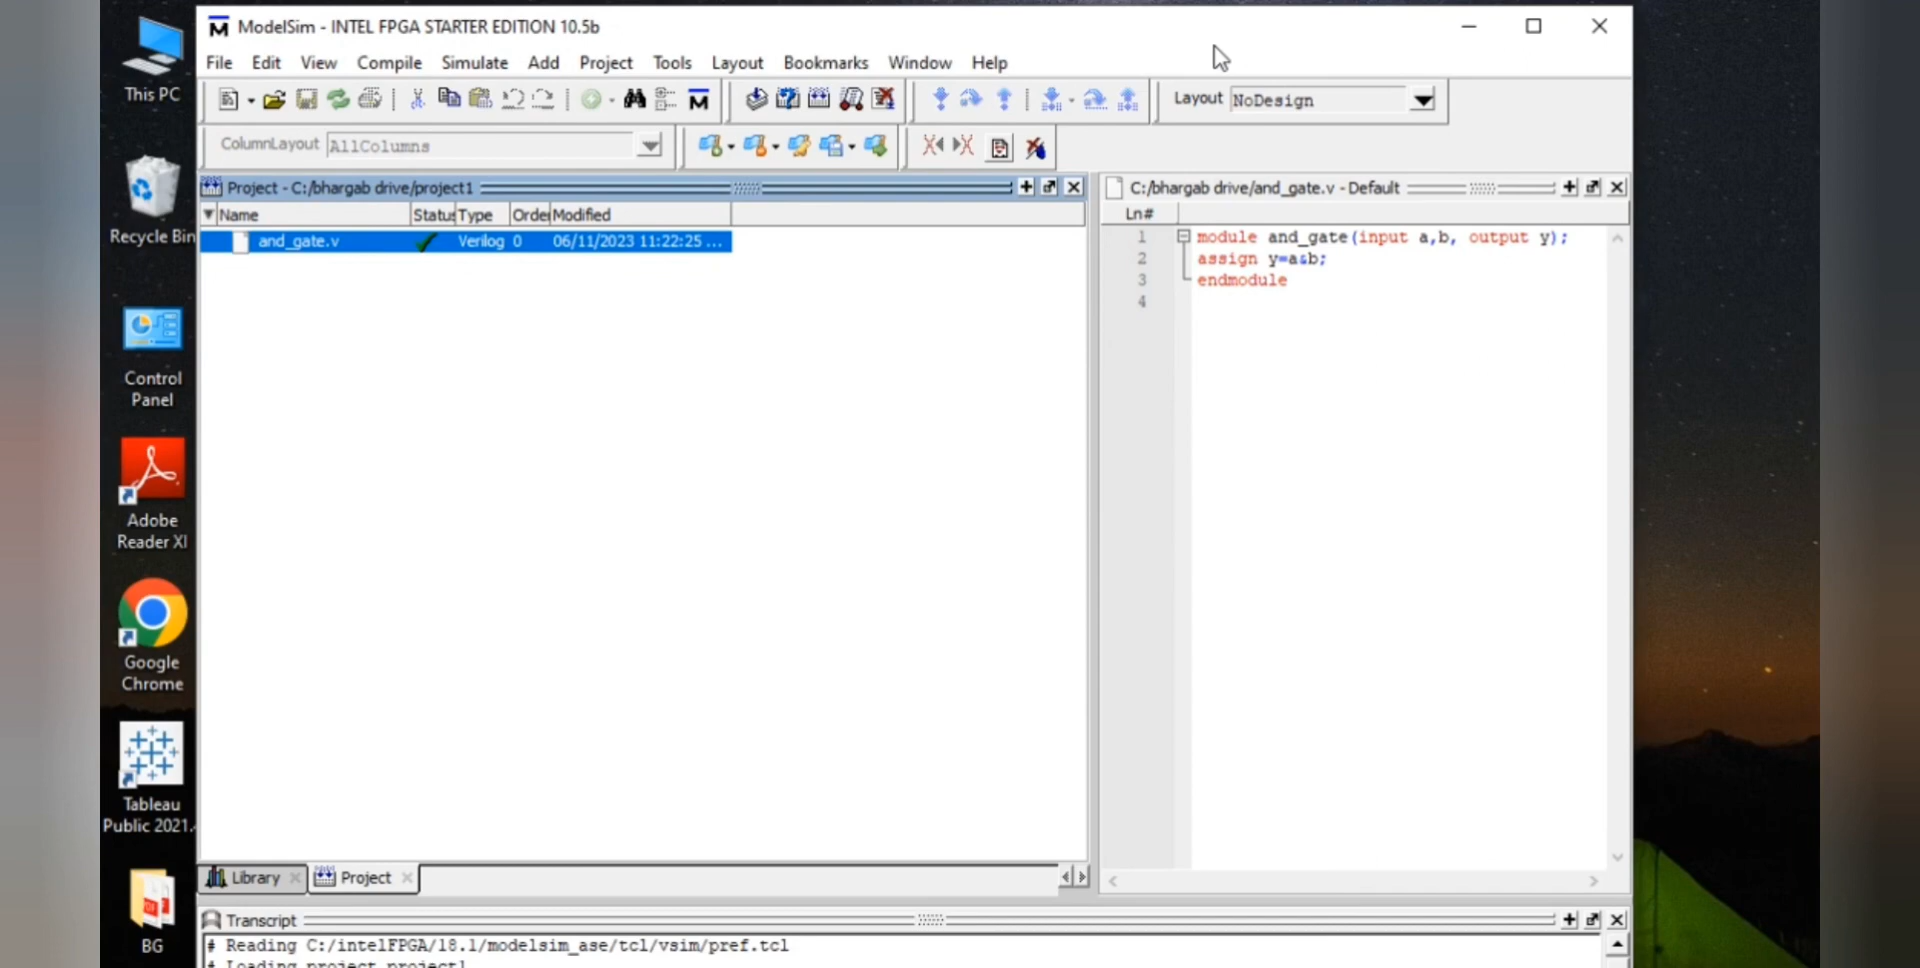 This PC
Recycle Bin
Control
Panel
Adobe
Reader XI
Google
Chrome
Tableau
Public 2021.
BG
ModelSim - INTEL FPGA STARTER EDITION 10.5b
File Edit View Compile Simulate Add Project Tools Layout Bookmarks Window Help
Layout NoDesign
ColumnLayout AllColumns
Project - C:/bhargab drive/project1
Name Status Type Order Modified
and_gate.v Verilog 0 06/11/2023 11:22:25 ...
Library Project
C:/bhargab drive/and_gate.v - Default
Ln#
1 module and_gate(input a,b, output y);
2 assign y=a&b;
3 endmodule
4
Transcript
# Reading C:/intelFPGA/18.1/modelsim_ase/tcl/vsim/pref.tcl
# Loading project project1